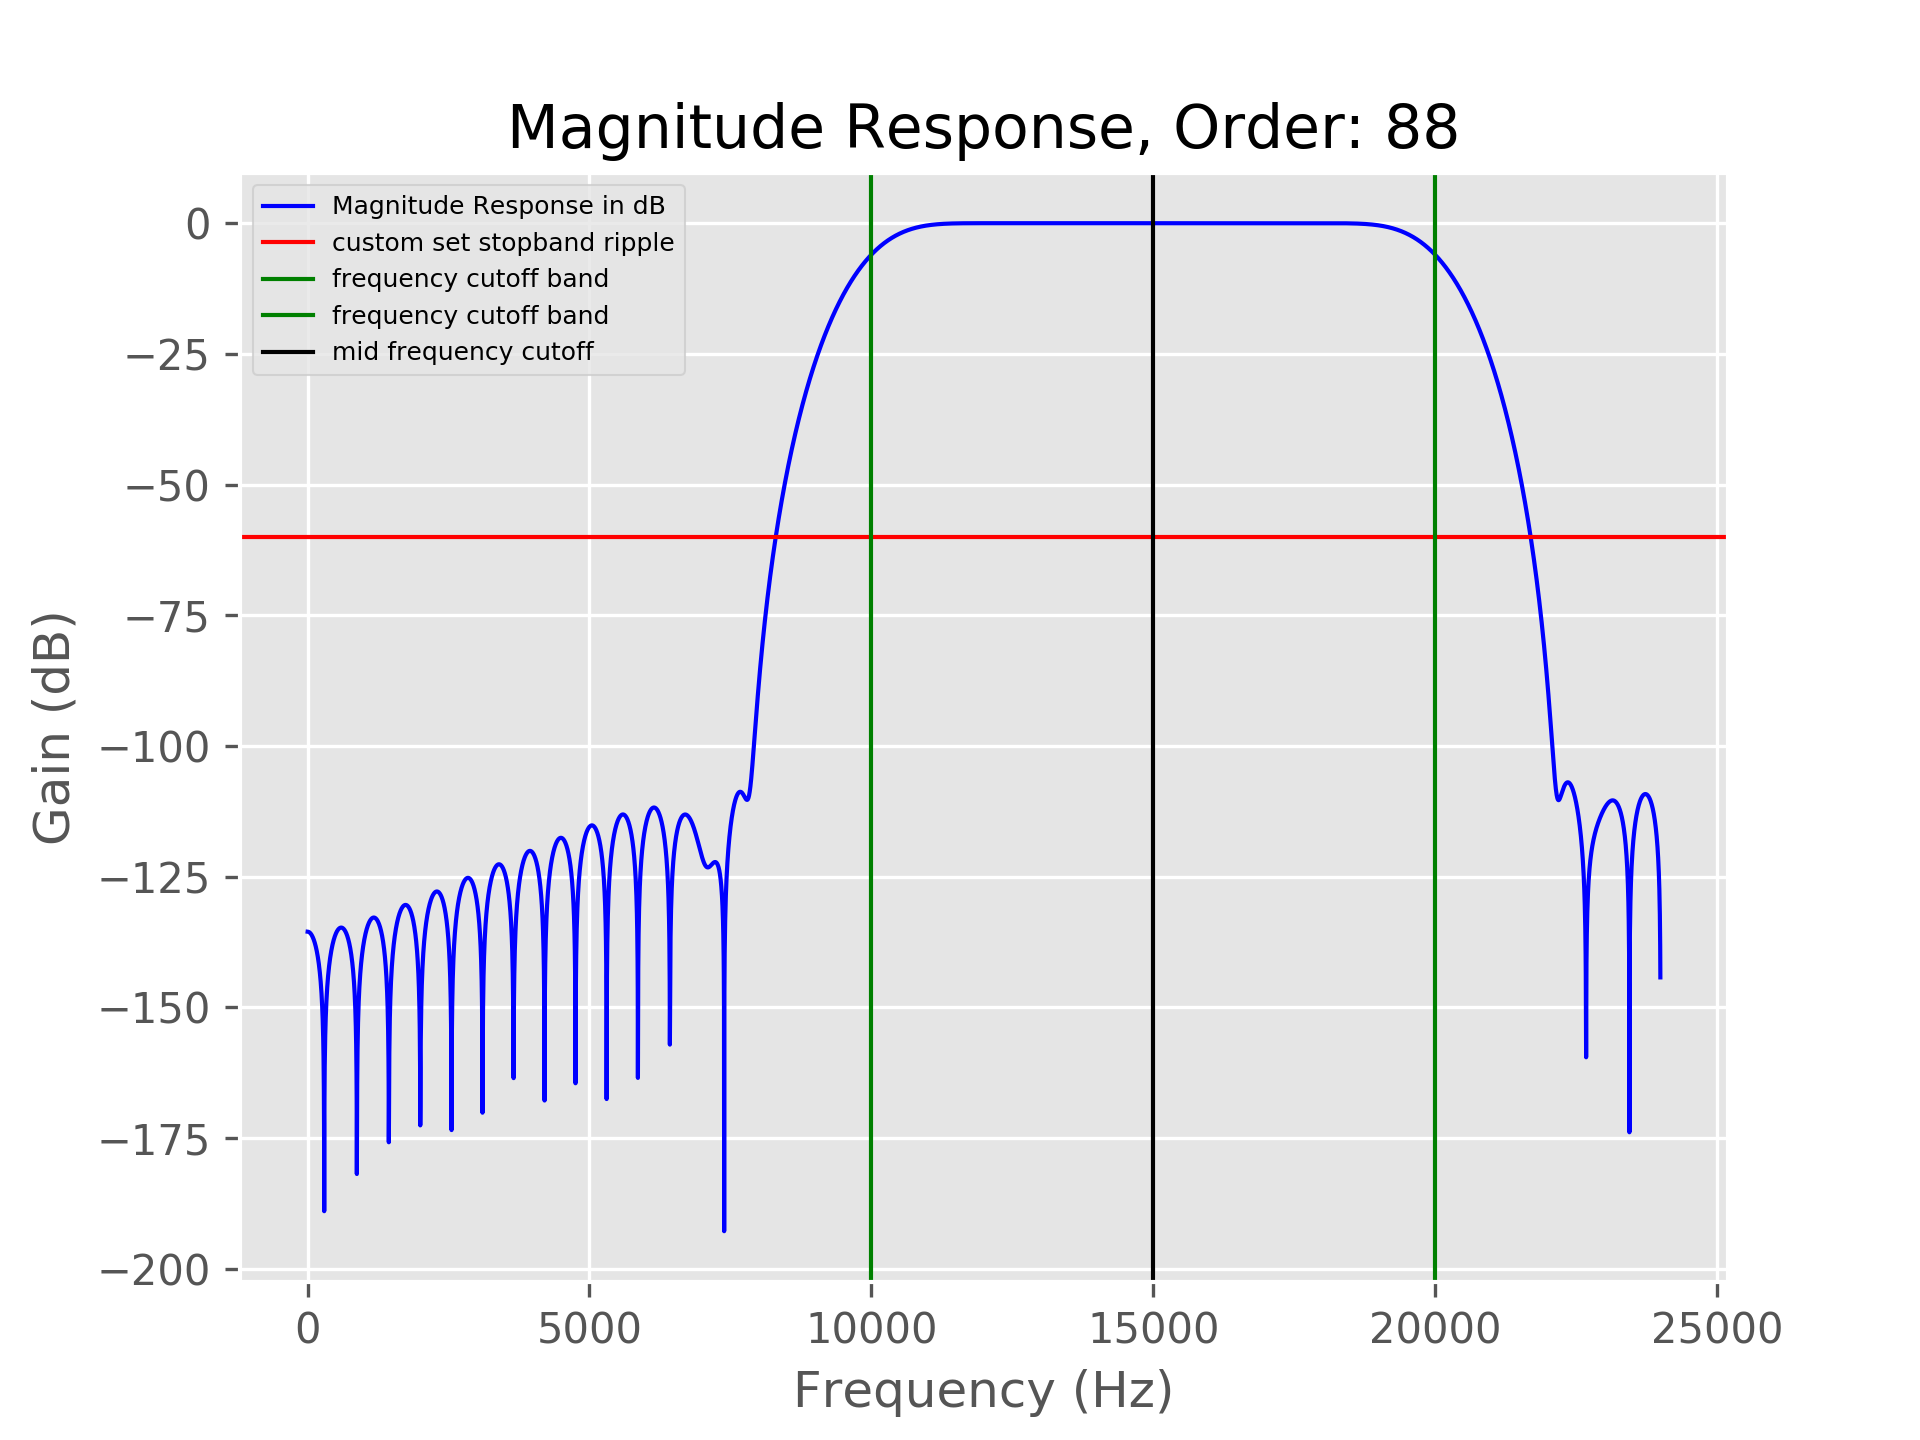 Magnitude Response, Order: 88
Magnitude Response in dB
custom set stopband ripple
frequency cutoff band
frequency cutoff band
mid frequency cutoff
Gain (dB)
0
−25
−50
−75
−100
−125
−150
−175
−200
0 5000 10000 15000 20000 25000
Frequency (Hz)